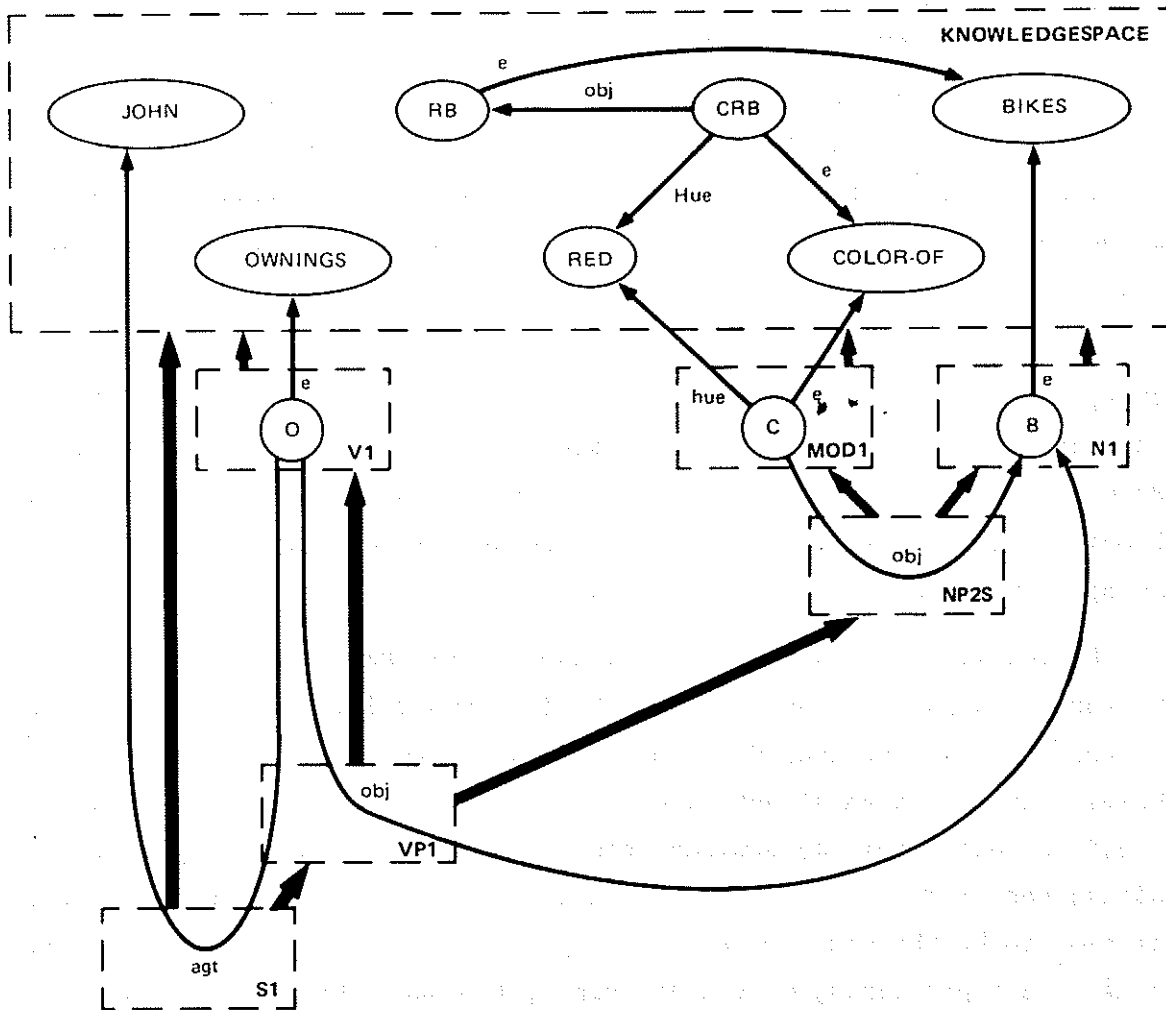 KNOWLEDGESPACE
e
obj
JOHN
RB
CRB
BIKES
Hue
e
OWNINGS
RED
COLOR-OF
e
hue
e
e
O
C
B
V1
MOD1
N1
obj
NP2S
obj
VP1
agt
S1